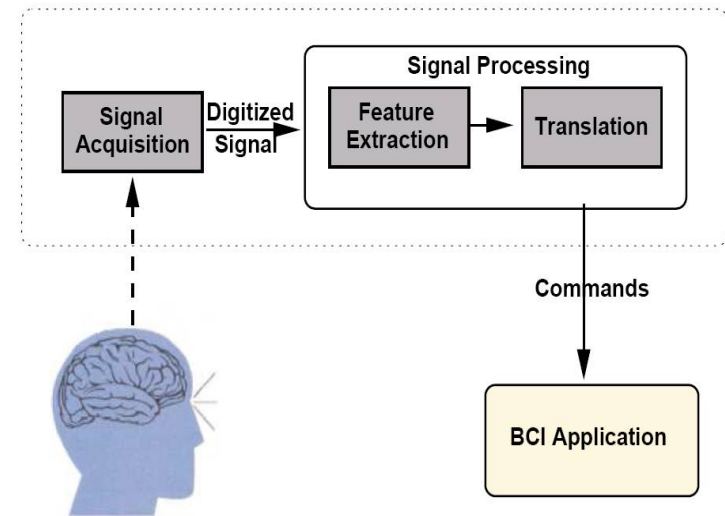 Signal Processing
Signal
Acquisition
Digitized
Signal
Feature
Extraction
Translation
Commands
BCI Application